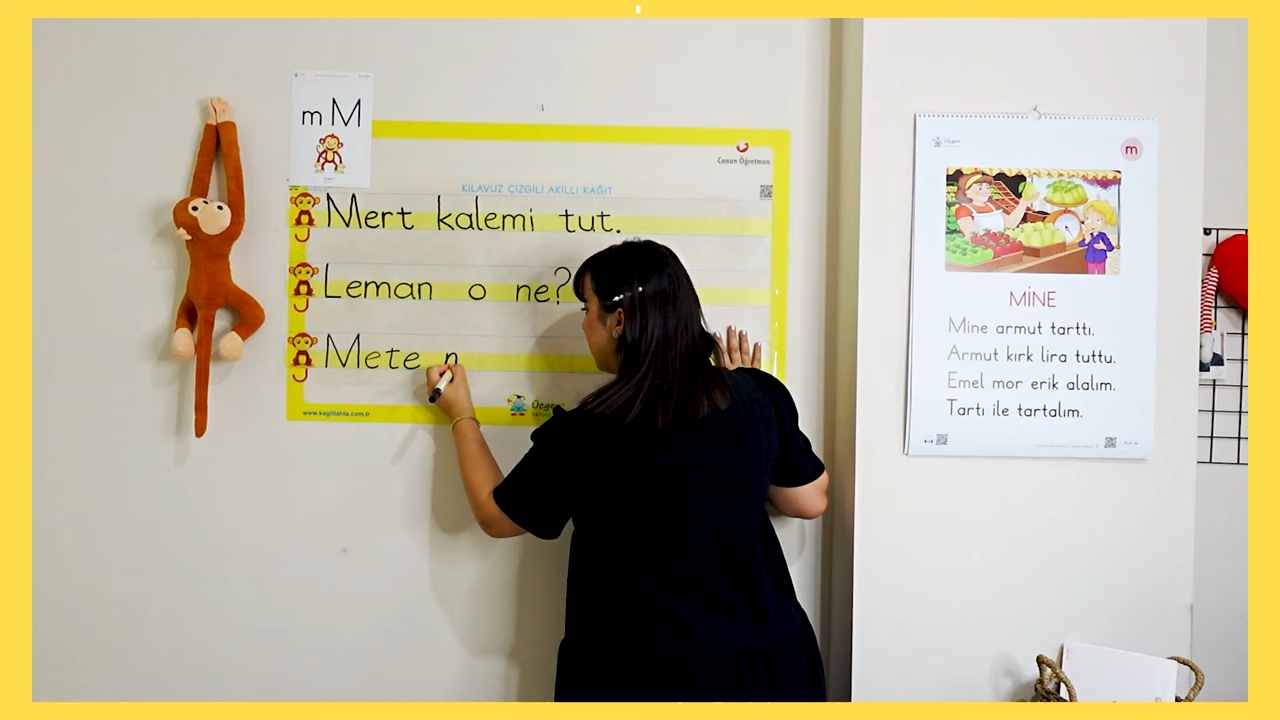 m M
Canan Öğretmen
KILAVUZ ÇİZGİLİ AKILLI KAĞIT
Mert kalemi tut.
Leman o ne?
Mete n
www.kagittahta.com.tr
Üçgen
m
MİNE
Mine armut tarttı.
Armut kırk lira tuttu.
Emel mor erik alalım.
Tartı ile tartalım.